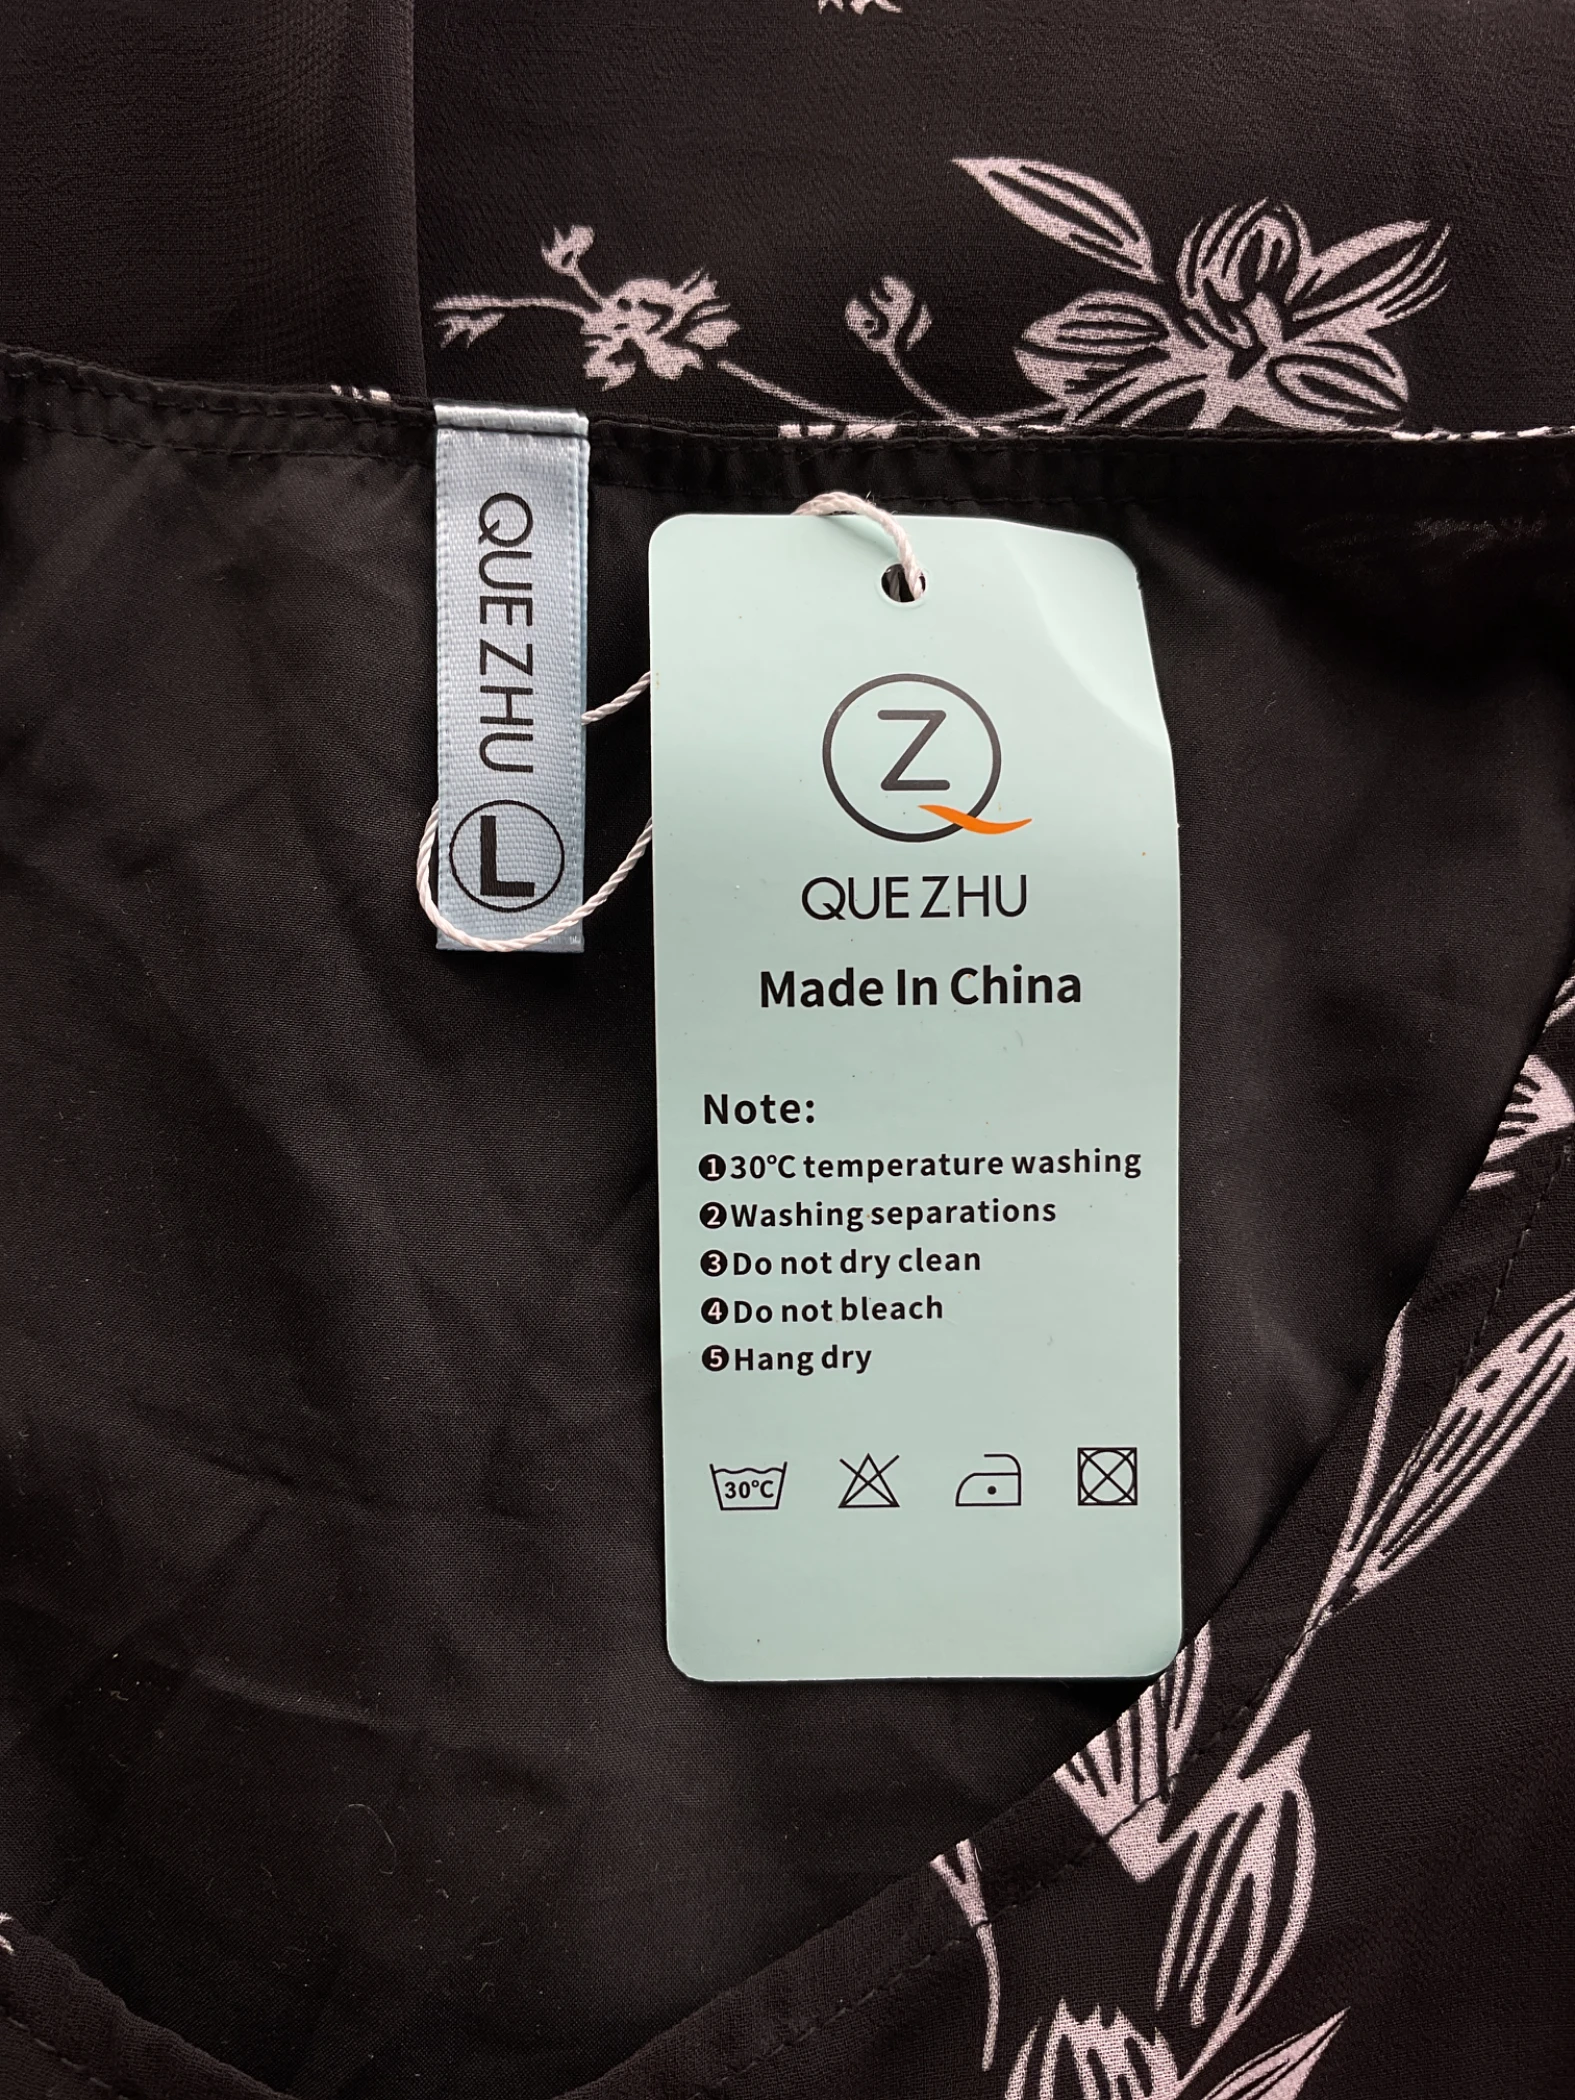 QUE ZHU
L
Z
QUE ZHU
Made In China
Note:
❶30℃ temperature washing
❷Washing separations
❸Do not dry clean
❹Do not bleach
❺Hang dry
30℃